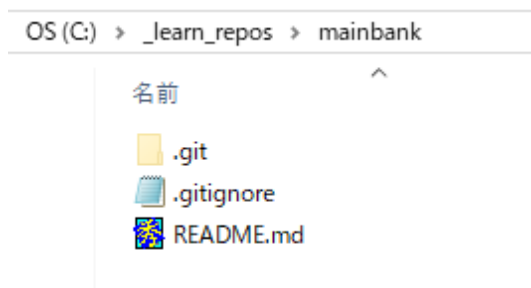 OS (C:) > _learn_repos > mainbank
名前
.git
.gitignore
README.md